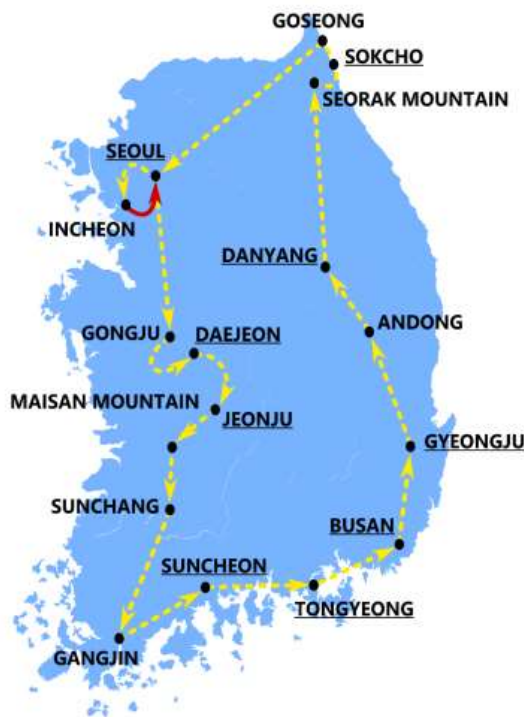 GOSEONG
SOKCHO
SEORAK MOUNTAIN
SEOUL
INCHEON
DANYANG
GONGJU
DAEJEON
ANDONG
MAISAN MOUNTAIN
JEONJU
GYEONGJU
SUNCHANG
BUSAN
SUNCHEON
TONGYEONG
GANGJIN